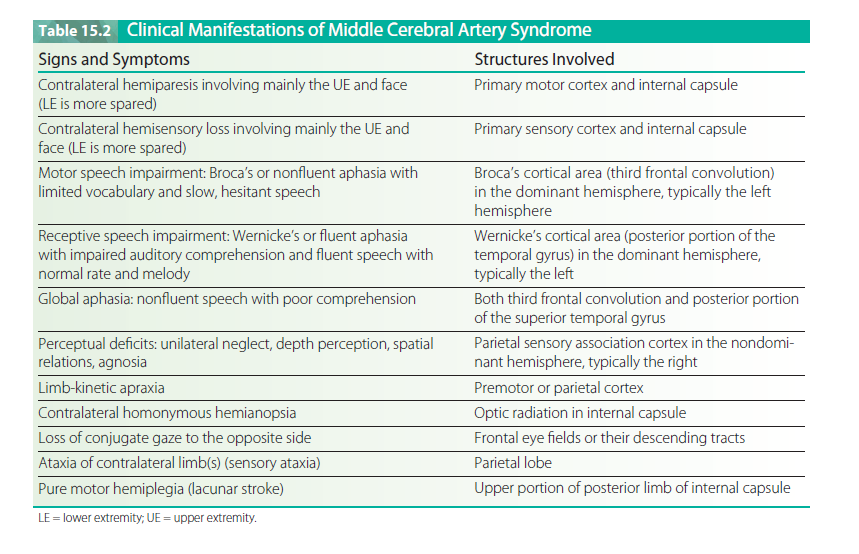 Table 15.2 Clinical Manifestations of Middle Cerebral Artery Syndrome
Signs and Symptoms Structures Involved
Contralateral hemiparesis involving mainly the UE and face Primary motor cortex and internal capsule
(LE is more spared)
Contralateral hemisensory loss involving mainly the UE and Primary sensory cortex and internal capsule
face (LE is more spared)
Motor speech impairment: Broca's or nonfluent aphasia with Broca's cortical area (third frontal convolution)
limited vocabulary and slow, hesitant speech in the dominant hemisphere, typically the left
hemisphere
Receptive speech impairment: Wernicke's or fluent aphasia Wernicke's cortical area (posterior portion of the
with impaired auditory comprehension and fluent speech with temporal gyrus) in the dominant hemisphere,
normal rate and melody typically the left
Global aphasia: nonfluent speech with poor comprehension Both third frontal convolution and posterior portion
of the superior temporal gyrus
Perceptual deficits: unilateral neglect, depth perception, spatial Parietal sensory association cortex in the nondomi-
relations, agnosia nant hemisphere, typically the right
Limb-kinetic apraxia Premotor or parietal cortex
Contralateral homonymous hemianopsia Optic radiation in internal capsule
Loss of conjugate gaze to the opposite side Frontal eye fields or their descending tracts
Ataxia of contralateral limb(s) (sensory ataxia) Parietal lobe
Pure motor hemiplegia (lacunar stroke) Upper portion of posterior limb of internal capsule
LE = lower extremity; UE = upper extremity.